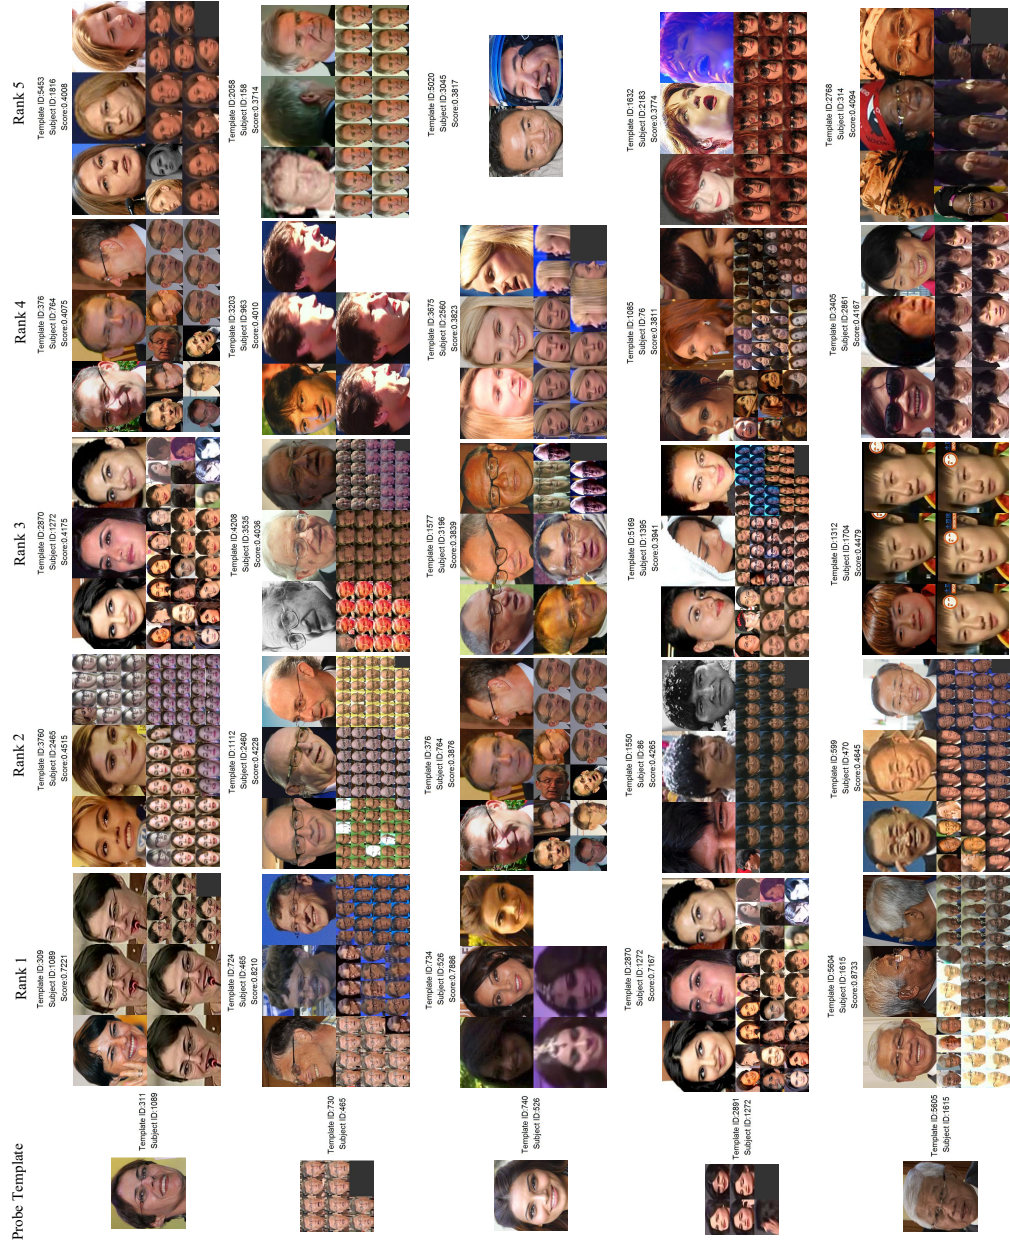 Probe Template
Rank 1
Rank 2
Rank 3
Rank 4
Rank 5
Template ID:311
Subject ID:1089
Template ID:309
Subject ID:1089
Score:0.7221
Template ID:3760
Subject ID:2465
Score:0.4515
Template ID:2870
Subject ID:1272
Score:0.4175
Template ID:376
Subject ID:764
Score:0.4075
Template ID:5453
Subject ID:1816
Score:0.4008
Template ID:730
Subject ID:465
Template ID:724
Subject ID:465
Score:0.8210
Template ID:1112
Subject ID:2460
Score:0.4228
Template ID:4208
Subject ID:3535
Score:0.4036
Template ID:3203
Subject ID:963
Score:0.4010
Template ID:2058
Subject ID:158
Score:0.3714
Template ID:740
Subject ID:526
Template ID:734
Subject ID:526
Score:0.7886
Template ID:376
Subject ID:764
Score:0.3876
Template ID:1577
Subject ID:3196
Score:0.3839
Template ID:3675
Subject ID:2560
Score:0.3823
Template ID:5020
Subject ID:3045
Score:0.3817
Template ID:2891
Subject ID:1272
Template ID:2870
Subject ID:1272
Score:0.7167
Template ID:1550
Subject ID:86
Score:0.4265
Template ID:5169
Subject ID:1395
Score:0.3941
Template ID:1085
Subject ID:76
Score:0.3811
Template ID:1632
Subject ID:2183
Score:0.3774
Template ID:5605
Subject ID:1615
Template ID:5604
Subject ID:1615
Score:0.8733
Template ID:599
Subject ID:470
Score:0.4645
Template ID:1312
Subject ID:1704
Score:0.4479
Template ID:3405
Subject ID:2861
Score:0.4167
Template ID:2768
Subject ID:314
Score:0.4094